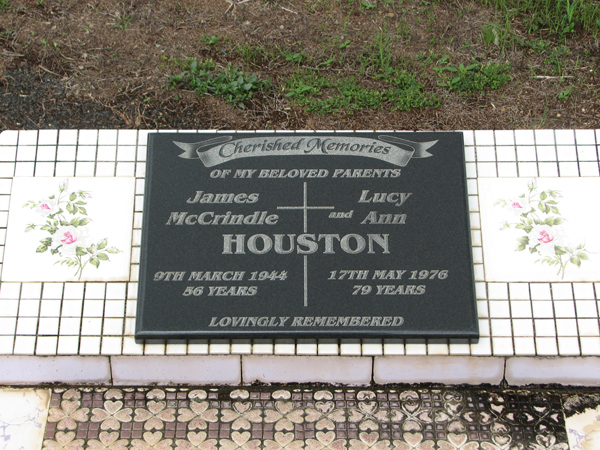 Cherished Memories
OF MY BELOVED PARENTS
James Lucy
McCrindle and Ann
HOUSTON
9TH MARCH 1944 17TH MAY 1976
56 YEARS 79 YEARS
LOVINGLY REMEMBERED